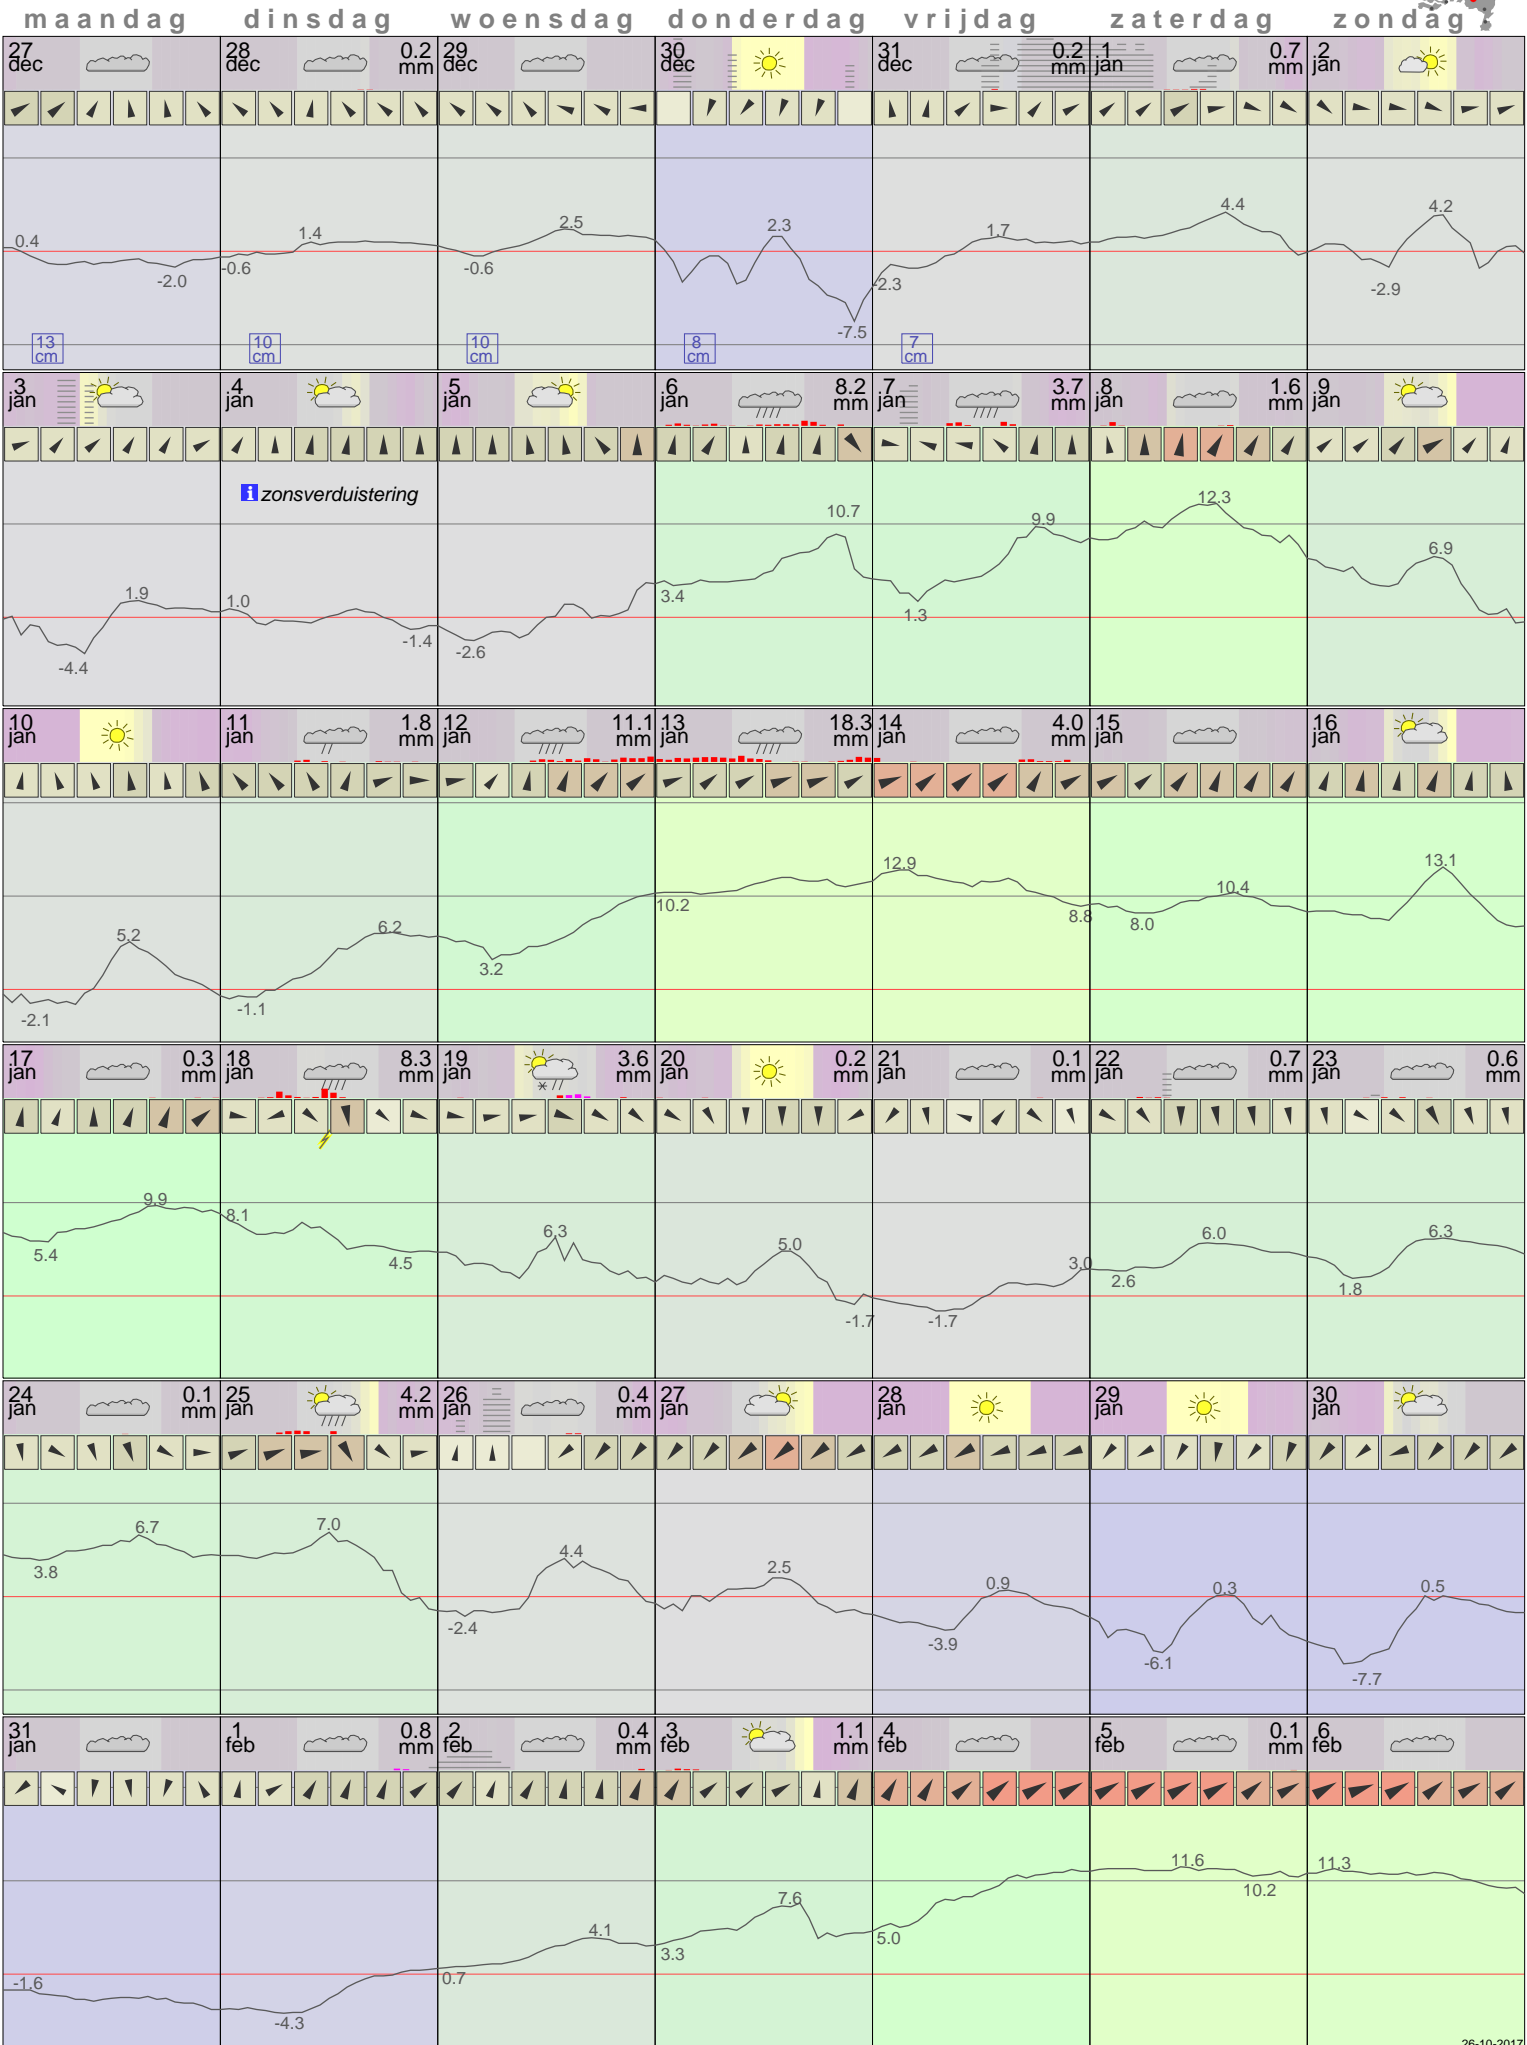 maandag dinsdag woensdag donderdag vrijdag zaterdag zondag
27 28 0.2 29 30 31 0.2 1 0.7 2
dec dec mm dec dec dec mm jan mm jan
0.4 1.4 2.5 2.3 1.7 4.4 4.2
-2.0 -0.6 -0.6 -7.5 -2.3 -2.9
13 10 10 8 7
cm cm cm cm cm
3 4 5 6 8.2 7 3.7 8 1.6 9
jan jan jan jan mm jan mm jan mm jan
i zonsverduistering
1.9 1.0 10.7 9.9 12.3 6.9
-4.4 -1.4 -2.6 3.4 1.3
10 11 1.8 12 11.1 13 18.3 14 4.0 15 16
jan jan mm jan mm jan mm jan mm jan jan
5.2 6.2 12.9 10.4 13.1
-2.1 -1.1 3.2 10.2 8.8 8.0
17 0.3 18 8.3 19 3.6 20 0.2 21 0.1 22 0.7 23 0.6
jan mm jan mm jan mm jan mm jan mm jan mm jan mm
9.9 8.1 6.3 5.0 3.0 6.0 6.3
5.4 4.5 -1.7 -1.7 2.6 1.8
24 0.1 25 4.2 26 0.4 27 28 29 30
jan mm jan mm jan mm jan jan jan jan
6.7 7.0 4.4 2.5 0.9 0.3 0.5
3.8 -2.4 -3.9 -6.1 -7.7
31 1 0.8 2 0.4 3 1.1 4 5 0.1 6
jan feb mm feb mm feb mm feb feb mm feb
-1.6 4.1 7.6 11.6 11.3
-4.3 0.7 3.3 5.0 10.2
26-10-2017